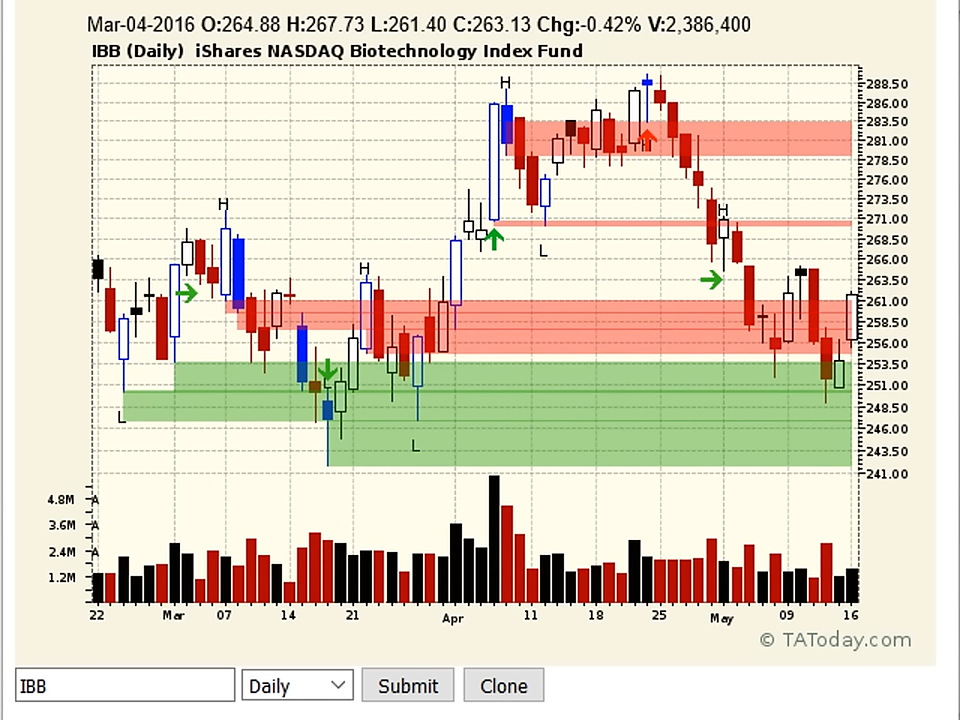 Mar-04-2016 O:264.88 H:267.73 L:261.40 C:263.13 Chg:-0.42% V:2,386,400
IBB (Daily) iShares NASDAQ Biotechnology Index Fund
H
288.50
286.00
283.50
281.00
278.50
276.00
273.50
H
H
271.00
268.50
L
266.00
H
263.50
261.00
258.50
256.00
253.50
251.00
248.50
L
246.00
L
243.50
241.00
4.8M A
3.6M A
2.4M A
1.2M
22 Mar 07 14 21 Apr 11 18 25 May 09 16
© TAToday.com
IBB Daily Submit Clone